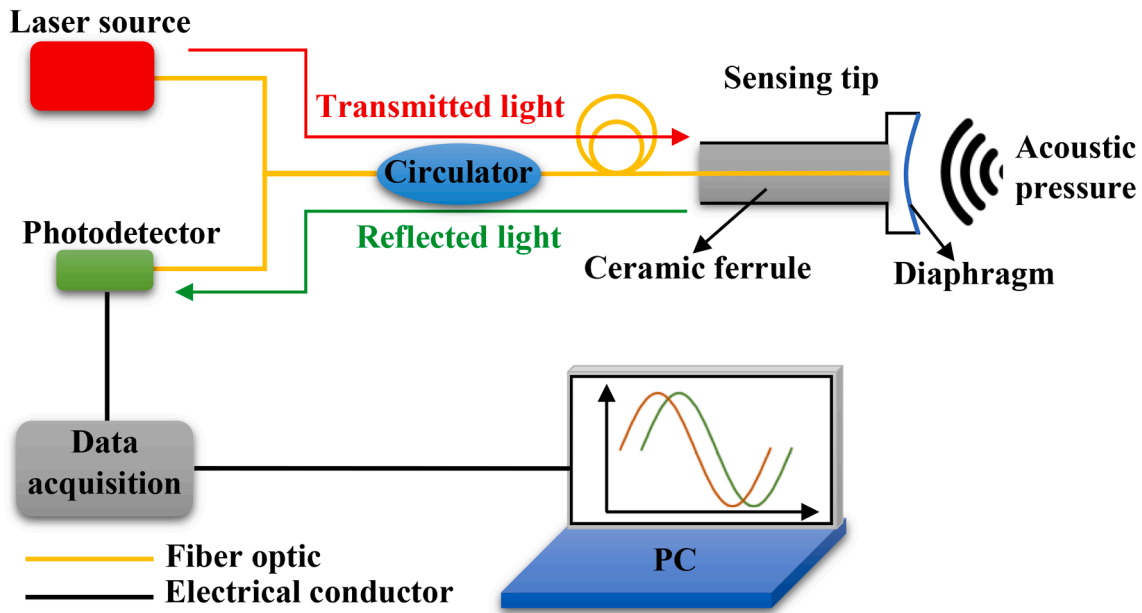 Laser source
Transmitted light
Sensing tip
Circulator
Acoustic
pressure
Photodetector
Reflected light
Ceramic ferrule
Diaphragm
Data
acquisition
PC
Fiber optic
Electrical conductor